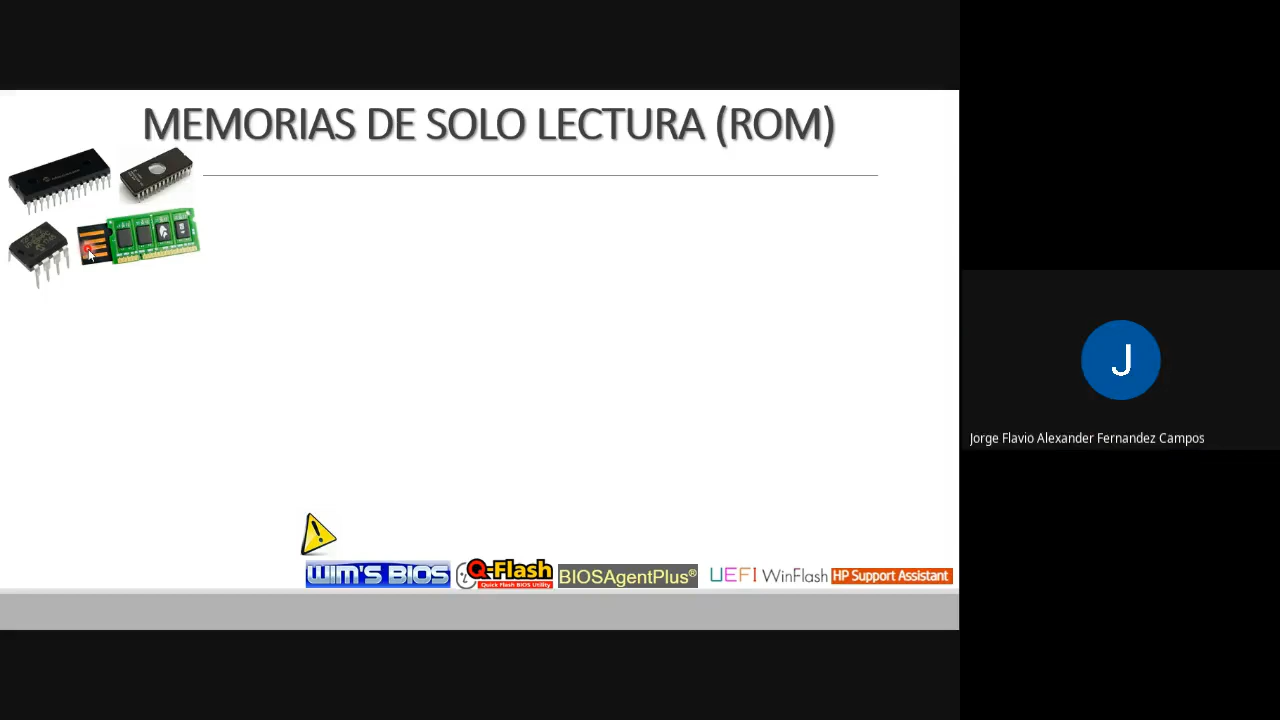 MEMORIAS DE SOLO LECTURA (ROM)
J
Jorge Flavio Alexander Fernandez Campos
WIM'S BIOS
Q-Flash
Quick Flash BIOS Utility
BIOSAgentPlus®
UEFI WinFlash
HP Support Assistant